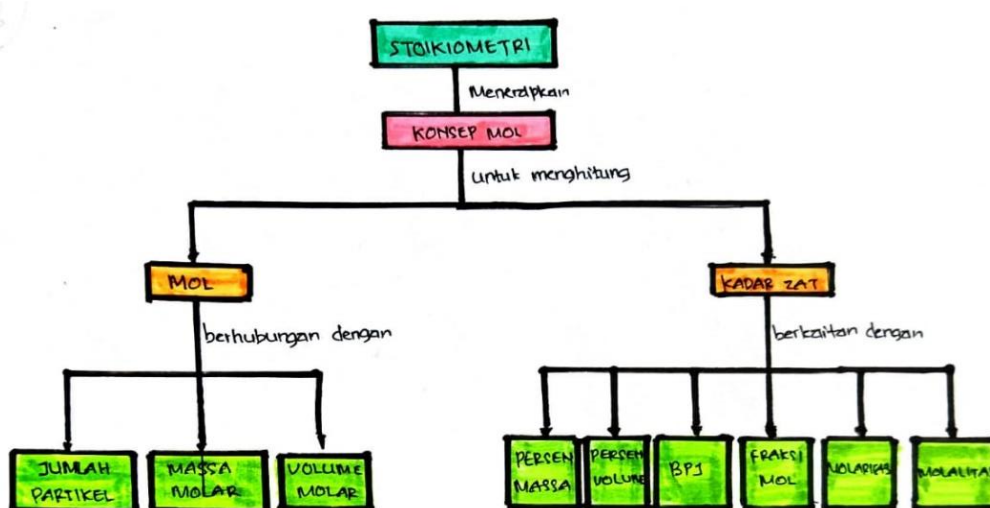 STOIKIOMETRI
Menerapkan
KONSEP MOL
untuk menghitung
MOL
KADAR ZAT
berhubungan dengan
berkaitan dengan
JUMLAH
PARTIKEL
MASSA
MOLAR
VOLUME
MOLAR
PERSEN
MASSA
PERSEN
VOLUME
BPJ
FRAKSI
MOL
MOLARITAS
MOLALITAS